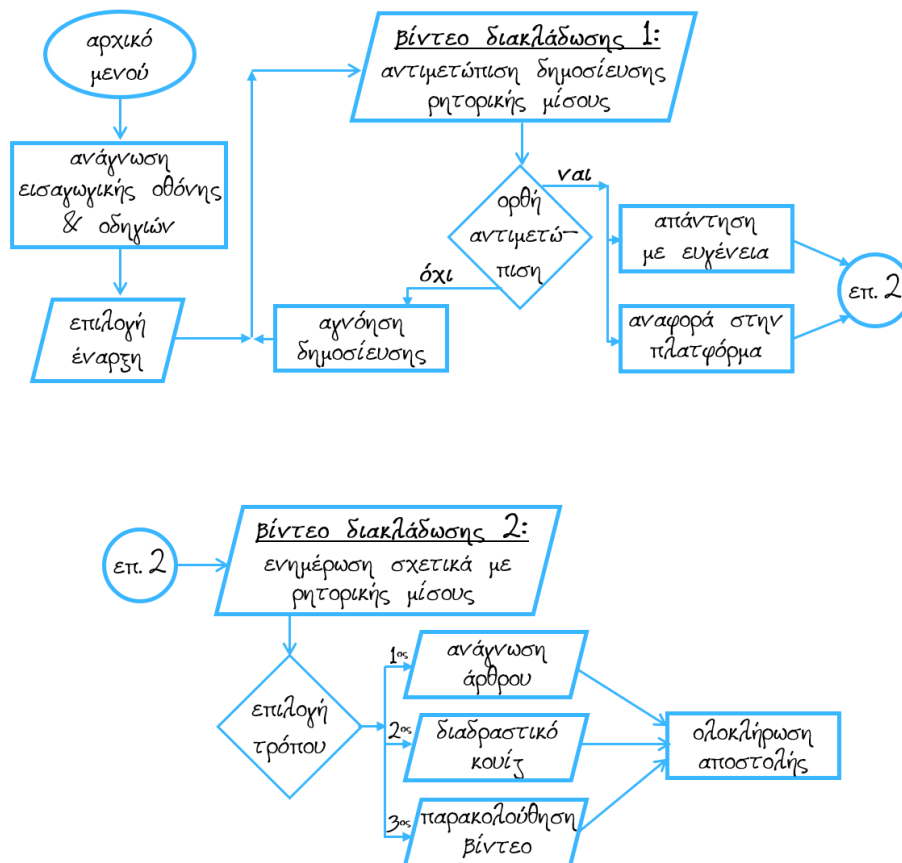 αρχικό
μενού
ανάγνωση
εισαγωγικής οθόνης
& οδηγιών
επιλογή
έναρξη
βίντεο διακλάδωσης 1:
αντιμετώπιση δημοσίευσης
ρητορικής μίσους
ορθή
αντιμετώ-
πιση
ναι
όχι
αγνόηση
δημοσίευσης
απάντηση
με ευγένεια
αναφορά στην
πλατφόρμα
επ. 2
επ. 2
βίντεο διακλάδωσης 2:
ενημέρωση σχετικά με
ρητορικής μίσους
επιλογή
τρόπου
1ος
ανάγνωση
άρθρου
2ος
διαδραστικό
κουίζ
3ος
παρακολούθηση
βίντεο
ολοκλήρωση
αποστολής